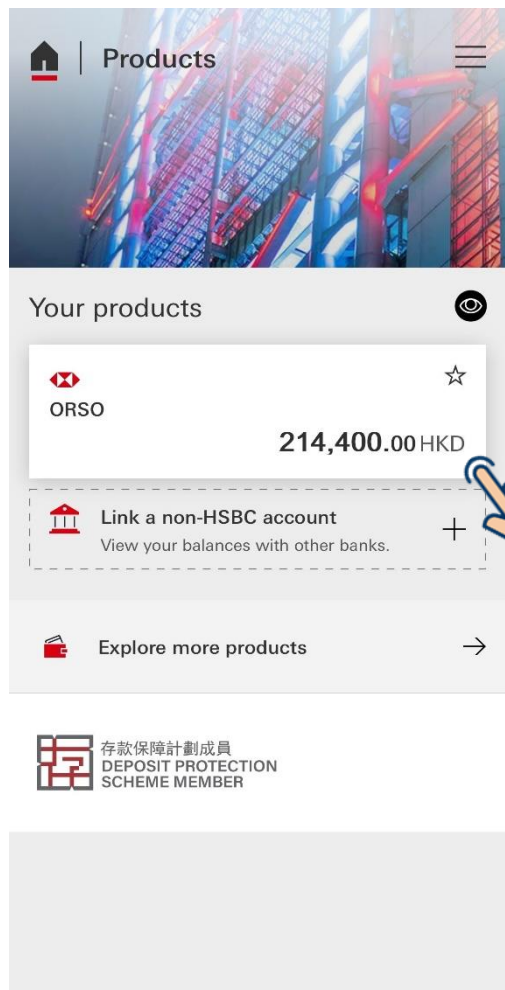 Products
Your products
ORSO
214,400.00 HKD
Link a non-HSBC account
View your balances with other banks.
Explore more products
存款保障計劃成員
DEPOSIT PROTECTION
SCHEME MEMBER